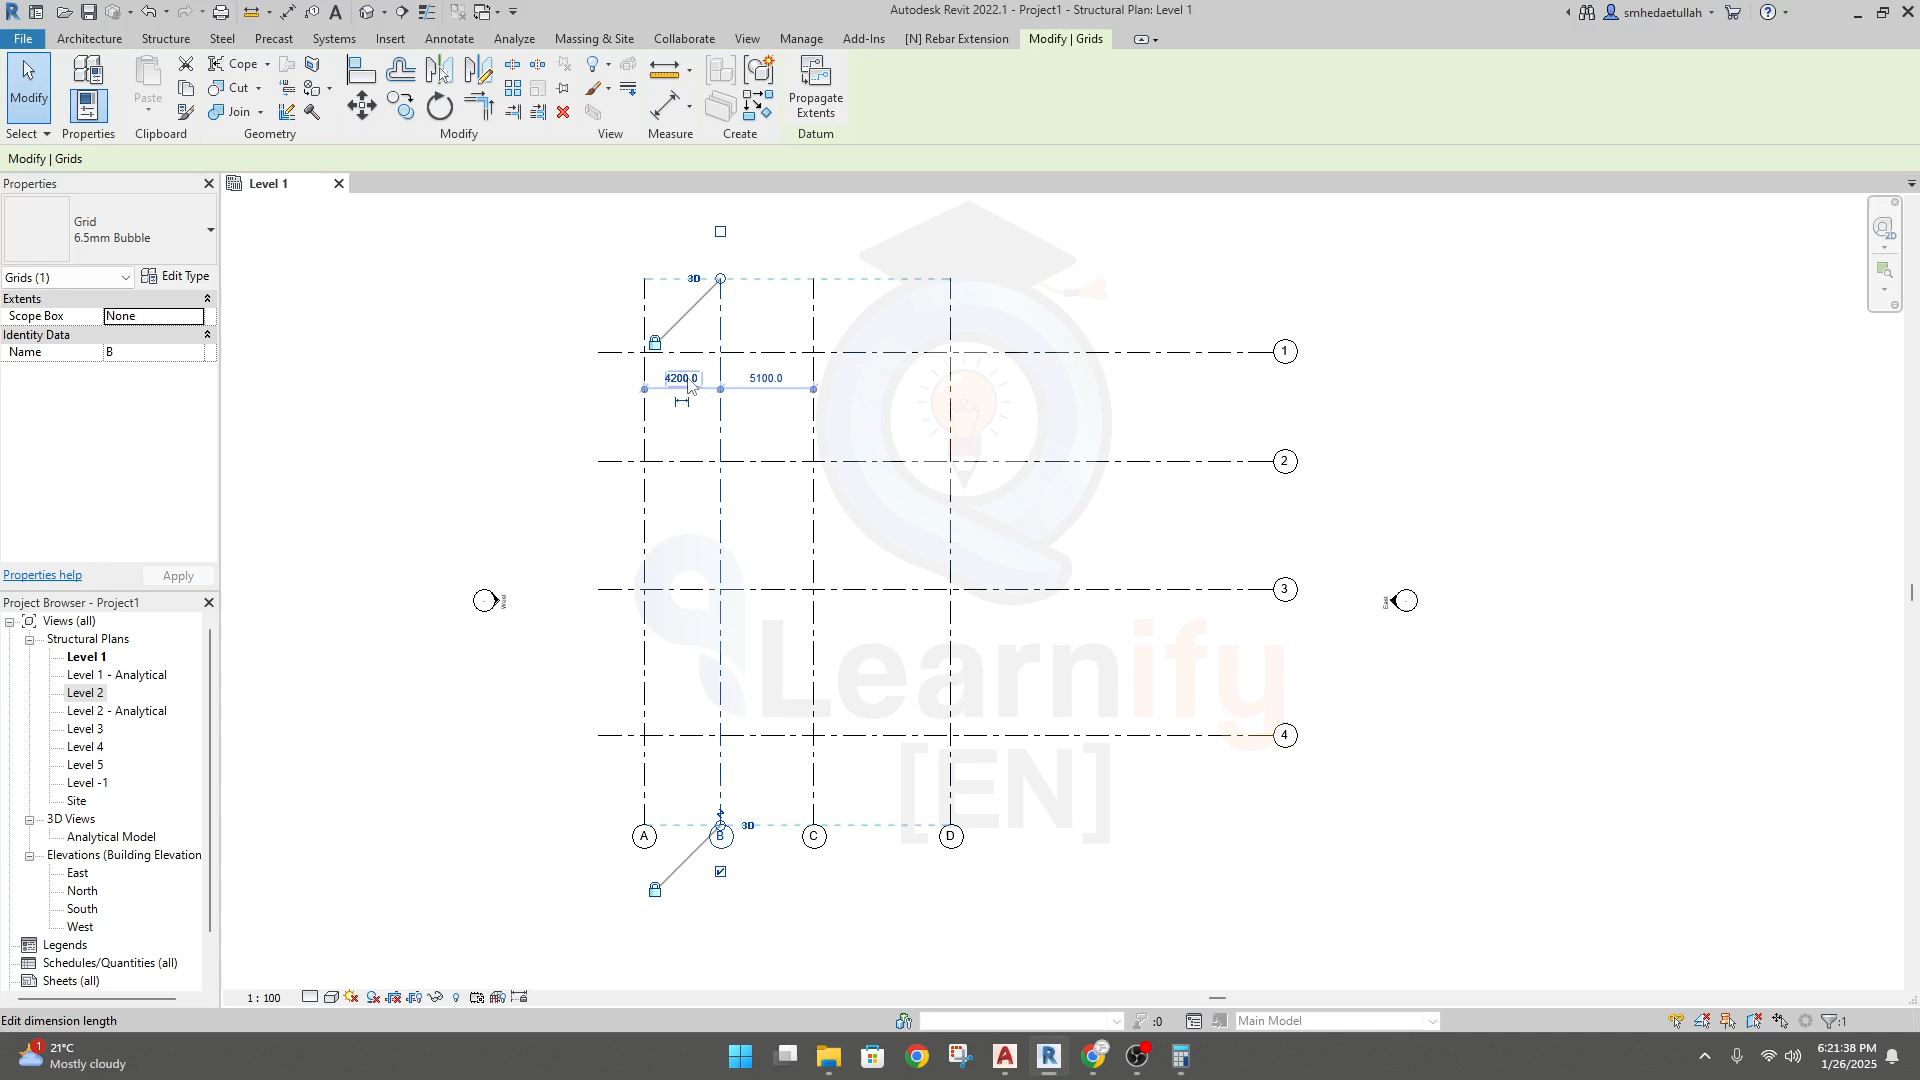 Autodesk Revit 2022.1 - Project1 - Structural Plan: Level 1
smhedaetullah
File Architecture Structure Steel Precast Systems Insert Annotate Analyze Massing & Site Collaborate View Manage Add-Ins [N] Rebar Extension Modify | Grids
Modify
Paste
Cope
Cut
Join
Propagate
Extents
Select Properties Clipboard Geometry Modify View Measure Create Datum
Modify | Grids
Properties
Level 1
Grid
6.5mm Bubble
Grids (1)
Edit Type
Extents
Scope Box None
Identity Data
Name B
Properties help
Apply
Project Browser - Project1
Views (all)
Structural Plans
Level 1
Level 1 - Analytical
Level 2
Level 2 - Analytical
Level 3
Level 4
Level 5
Level -1
Site
3D Views
Analytical Model
Elevations (Building Elevation
East
North
South
West
Legends
Schedules/Quantities (all)
Sheets (all)
2D
3D
1
4200.0 5100.0
2
3
West
East
Learnify
4
[EN]
3D
A B C D
1 : 100
Edit dimension length
:0
Main Model
:1
1
21°C
Mostly cloudy
6:21:38 PM
1/26/2025